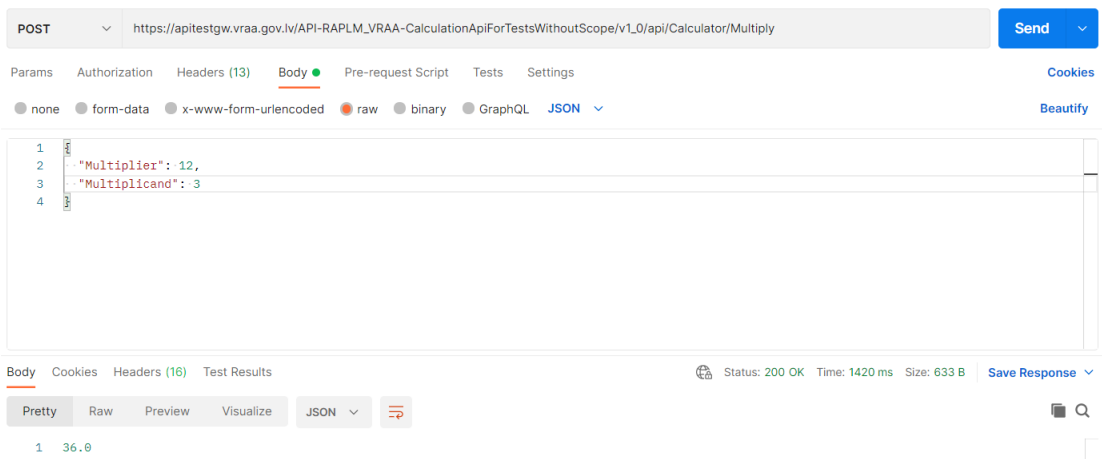 POST https://apitestgw.vraa.gov.lv/API-RAPLM_VRAA-CalculationApiForTestsWithoutScope/v1_0/api/Calculator/Multiply Send
Params Authorization Headers (13) Body Pre-request Script Tests Settings Cookies
none form-data x-www-form-urlencoded raw binary GraphQL JSON Beautify
1 {
2 "Multiplier": 12,
3 "Multiplicand": 3
4 }
Body Cookies Headers (16) Test Results Status: 200 OK Time: 1420 ms Size: 633 B Save Response
Pretty Raw Preview Visualize JSON
1 36.0